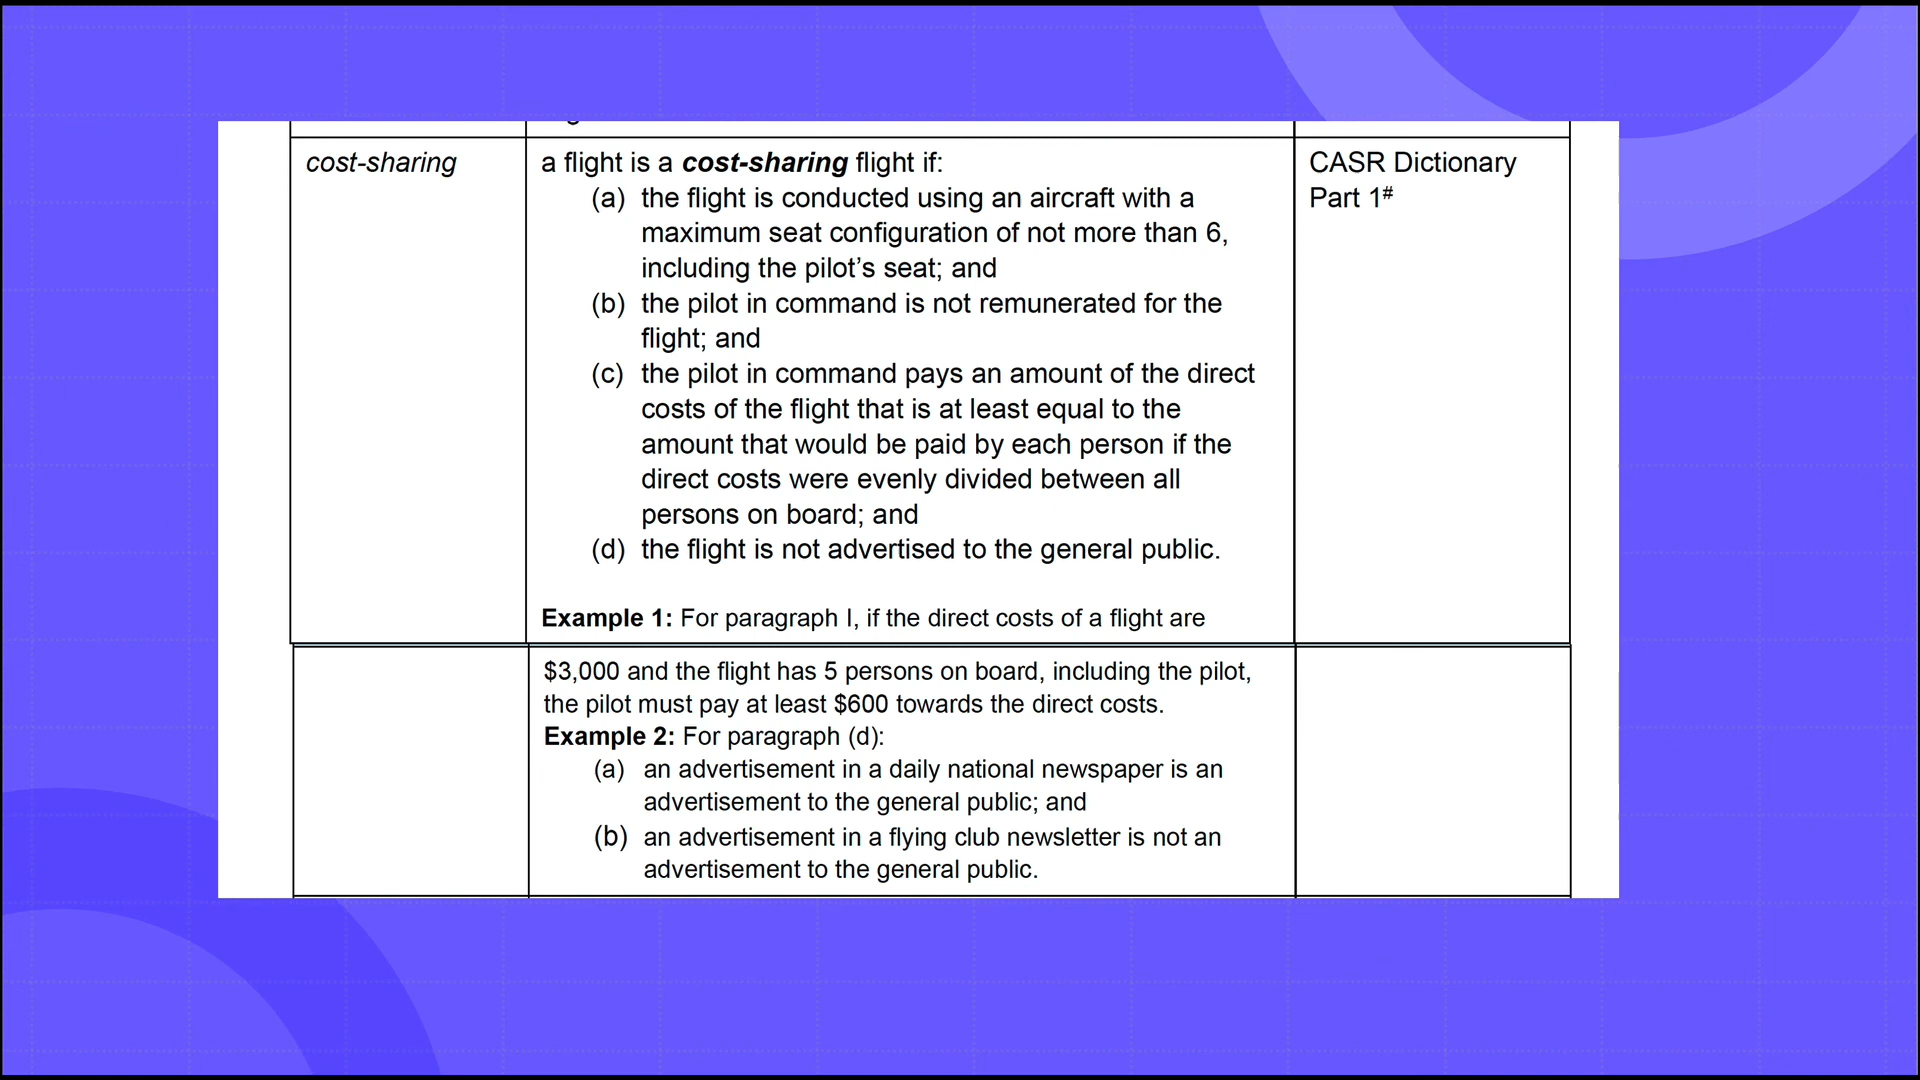 cost-sharing
a flight is a cost-sharing flight if:
(a) the flight is conducted using an aircraft with a
maximum seat configuration of not more than 6,
including the pilot’s seat; and
(b) the pilot in command is not remunerated for the
flight; and
(c) the pilot in command pays an amount of the direct
costs of the flight that is at least equal to the
amount that would be paid by each person if the
direct costs were evenly divided between all
persons on board; and
(d) the flight is not advertised to the general public.
Example 1: For paragraph I, if the direct costs of a flight are
$3,000 and the flight has 5 persons on board, including the pilot,
the pilot must pay at least $600 towards the direct costs.
Example 2: For paragraph (d):
(a) an advertisement in a daily national newspaper is an
advertisement to the general public; and
(b) an advertisement in a flying club newsletter is not an
advertisement to the general public.
CASR Dictionary
Part 1#